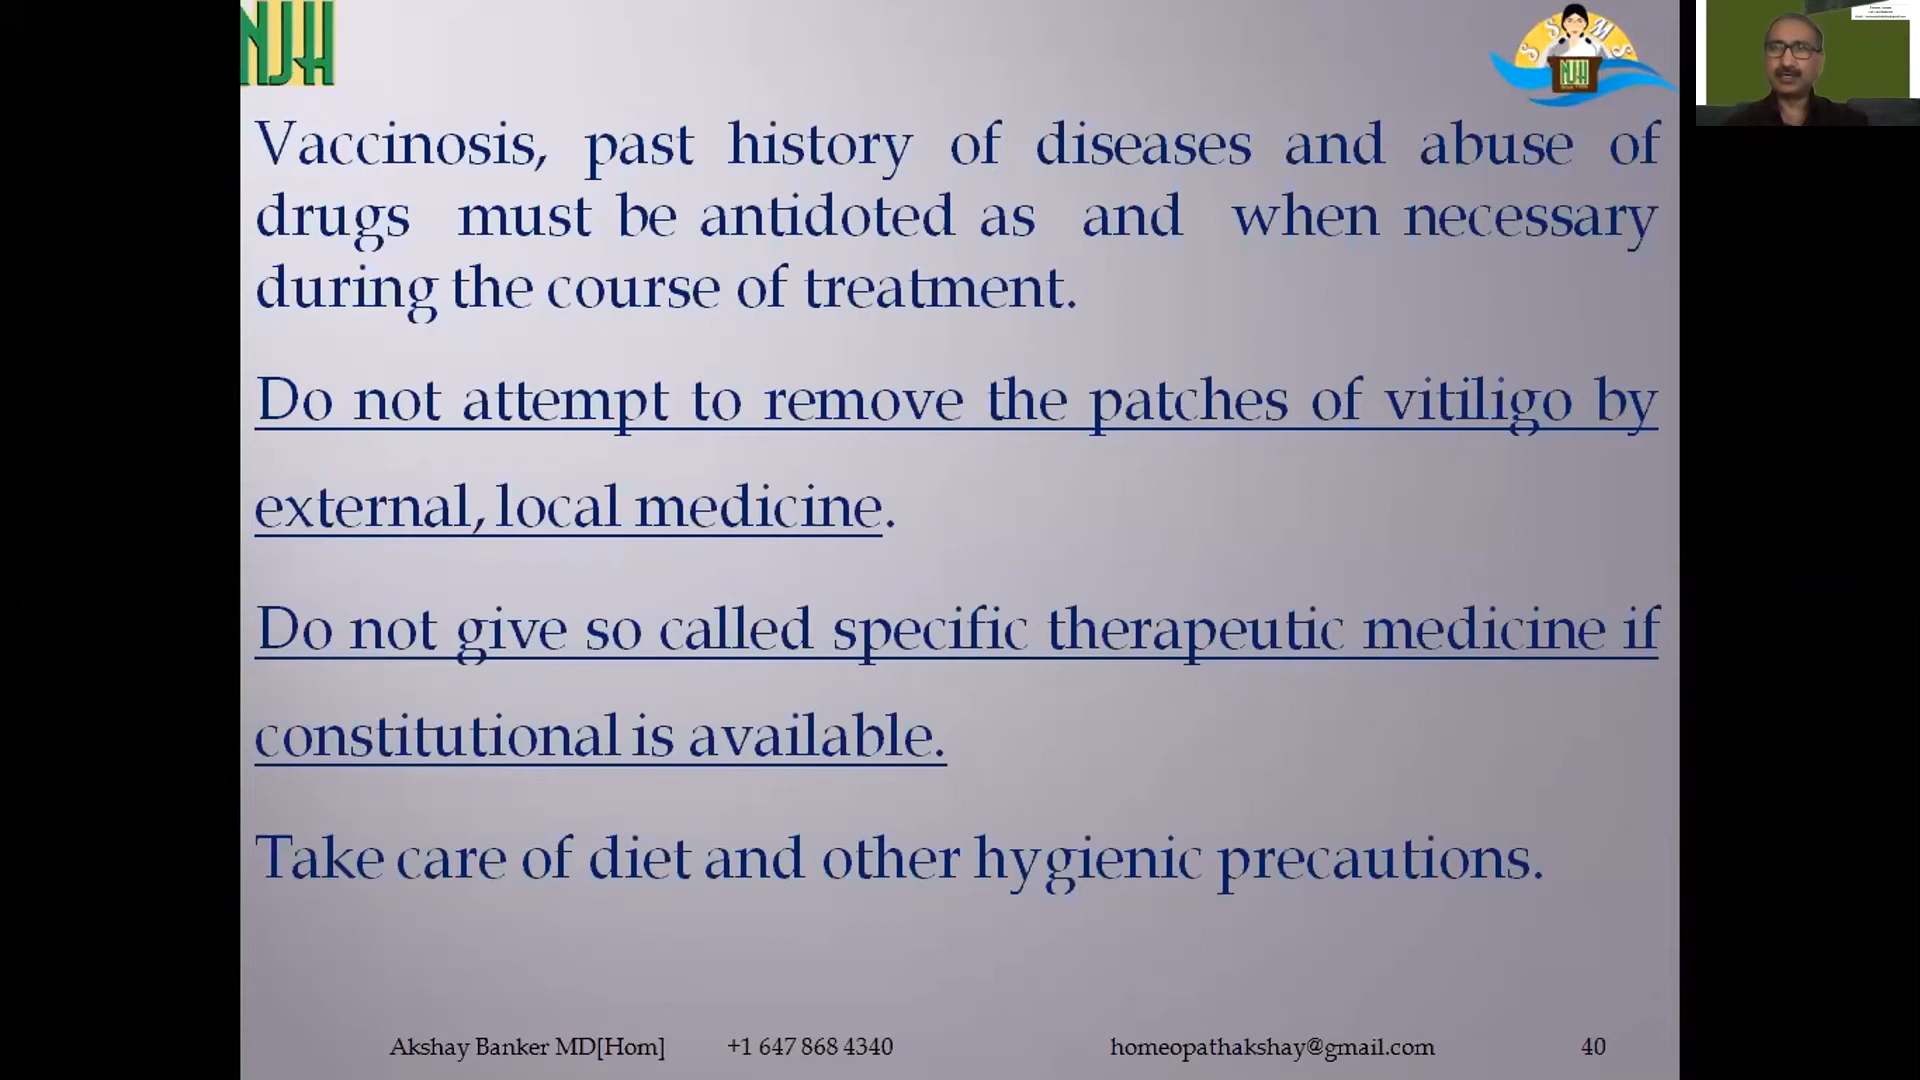 NJH
S S M S
NJH
Vaccinosis, past history of diseases and abuse of
drugs must be antidoted as and when necessary
during the course of treatment.
Do not attempt to remove the patches of vitiligo by
external, local medicine.
Do not give so called specific therapeutic medicine if
constitutional is available.
Take care of diet and other hygienic precautions.
Akshay Banker MD[Hom] +1 647 868 4340 homeopathakshay@gmail.com 40